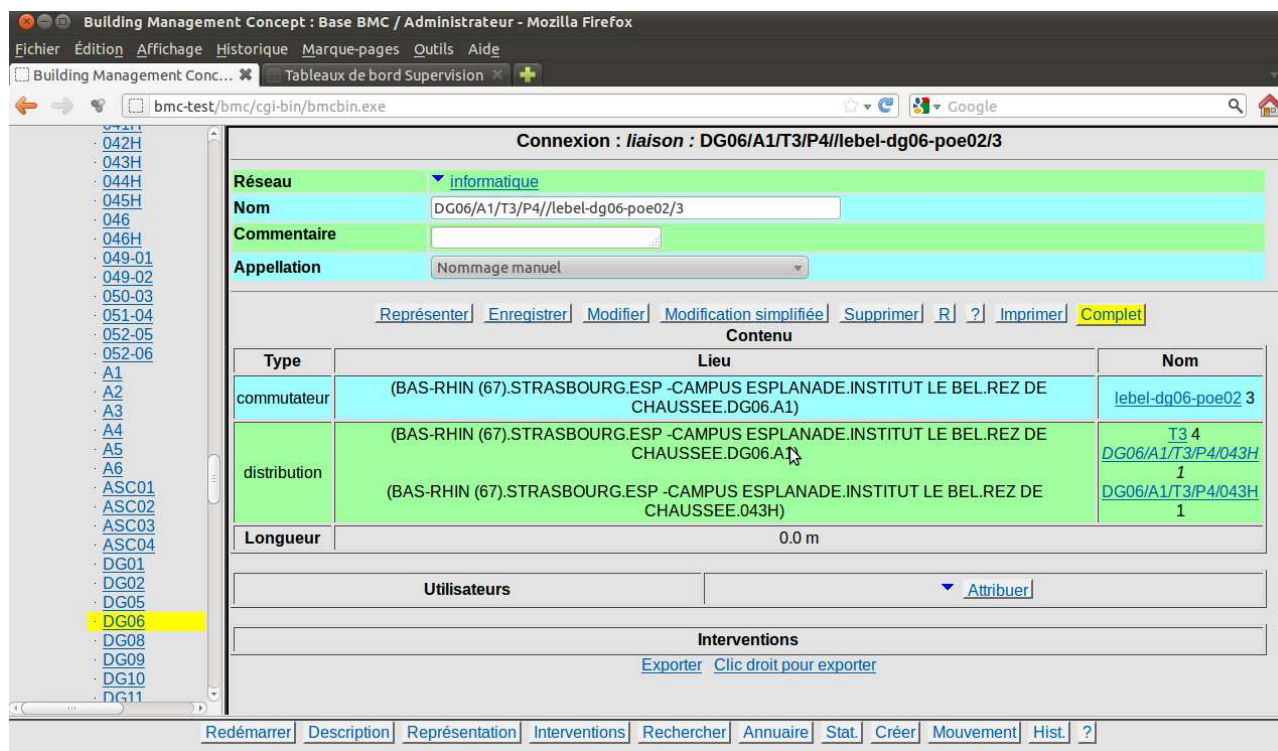 Building Management Concept : Base BMC / Administrateur - Mozilla Firefox
Fichier Édition Affichage Historique Marque-pages Outils Aide
Building Management Conc... Tableaux de bord Supervision
bmc-test/bmc/cgi-bin/bmcbin.exe Google
041H
042H
043H
044H
045H
046
046H
049-01
049-02
050-03
051-04
052-05
052-06
A1
A2
A3
A4
A5
A6
ASC01
ASC02
ASC03
ASC04
DG01
DG02
DG05
DG06
DG08
DG09
DG10
DG11
Connexion : liaison : DG06/A1/T3/P4//lebel-dg06-poe02/3
Réseau informatique
Nom DG06/A1/T3/P4//lebel-dg06-poe02/3
Commentaire
Appellation Nommage manuel
Représenter Enregistrer Modifier Modification simplifiée Supprimer R ? Imprimer Complet
Contenu
Type Lieu Nom
commutateur (BAS-RHIN (67).STRASBOURG.ESP -CAMPUS ESPLANADE.INSTITUT LE BEL.REZ DE
CHAUSSEE.DG06.A1) lebel-dg06-poe02 3
distribution (BAS-RHIN (67).STRASBOURG.ESP -CAMPUS ESPLANADE.INSTITUT LE BEL.REZ DE
CHAUSSEE.DG06.A1)
(BAS-RHIN (67).STRASBOURG.ESP -CAMPUS ESPLANADE.INSTITUT LE BEL.REZ DE
CHAUSSEE.043H)
T3 4
DG06/A1/T3/P4/043H
1
DG06/A1/T3/P4/043H
1
Longueur 0.0 m
Utilisateurs Attribuer
Interventions
Exporter Clic droit pour exporter
Redémarrer Description Représentation Interventions Rechercher Annuaire Stat. Créer Mouvement Hist. ?